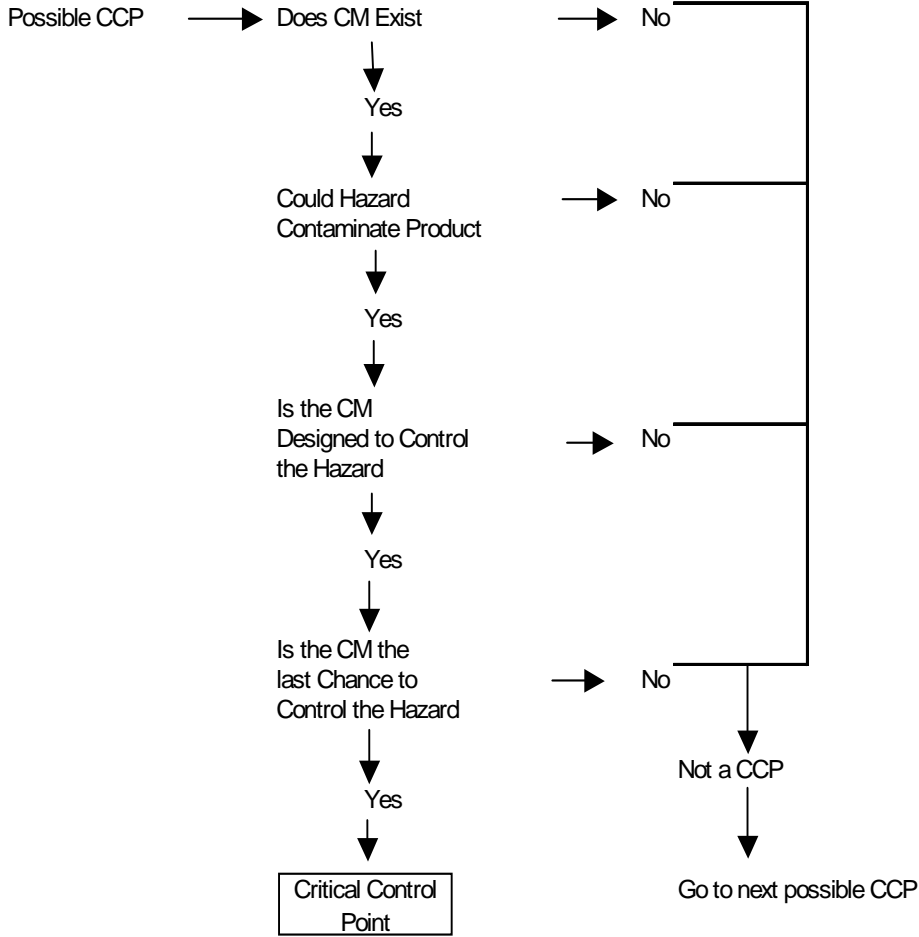 Possible CCP
Does CM Exist
No
Yes
Could Hazard
Contaminate Product
No
Yes
Is the CM
Designed to Control
the Hazard
No
Yes
Is the CM the
last Chance to
Control the Hazard
No
Not a CCP
Yes
Critical Control
Point
Go to next possible CCP